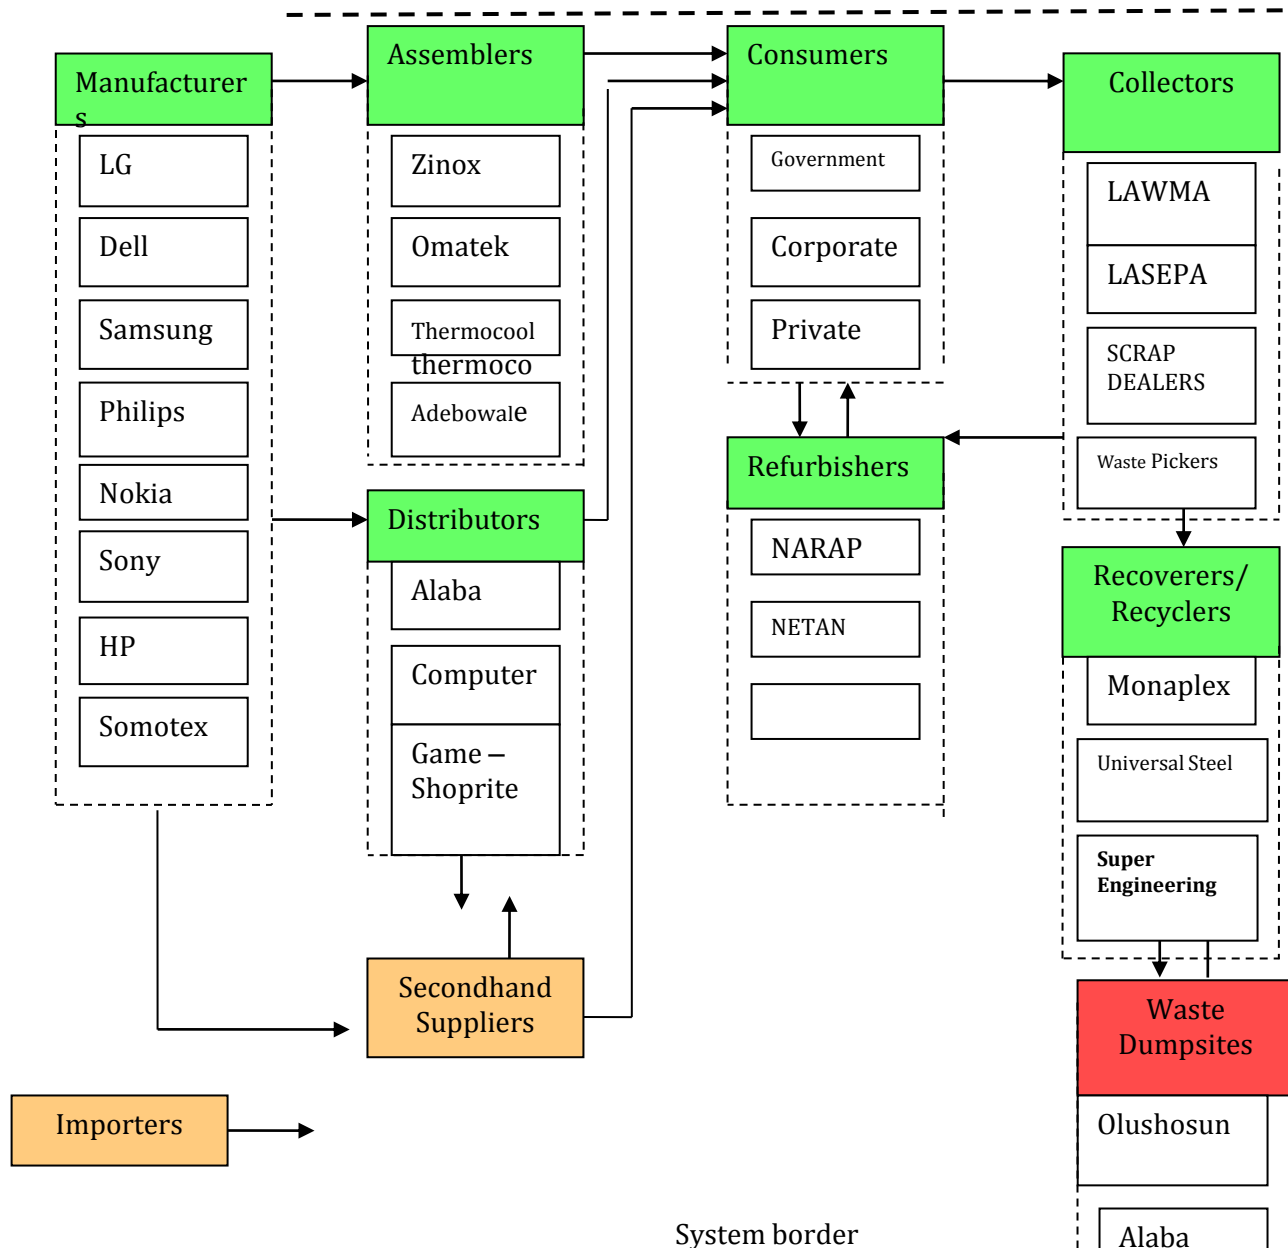 Manufacturer
s
LG
Dell
Samsung
Philips
Nokia
Sony
HP
Somotex
Assemblers
Zinox
Omatek
Thermocool
thermoco
Adebowale
Distributors
Alaba
Computer
Game –
Shoprite
Secondhand
Suppliers
Importers
Consumers
Government
Corporate
Private
Refurbishers
NARAP
NETAN
Collectors
LAWMA
LASEPA
SCRAP
DEALERS
Waste Pickers
Recoverers/
Recyclers
Monaplex
Universal Steel
Super
Engineering
Waste
Dumpsites
Olushosun
Alaba
System border